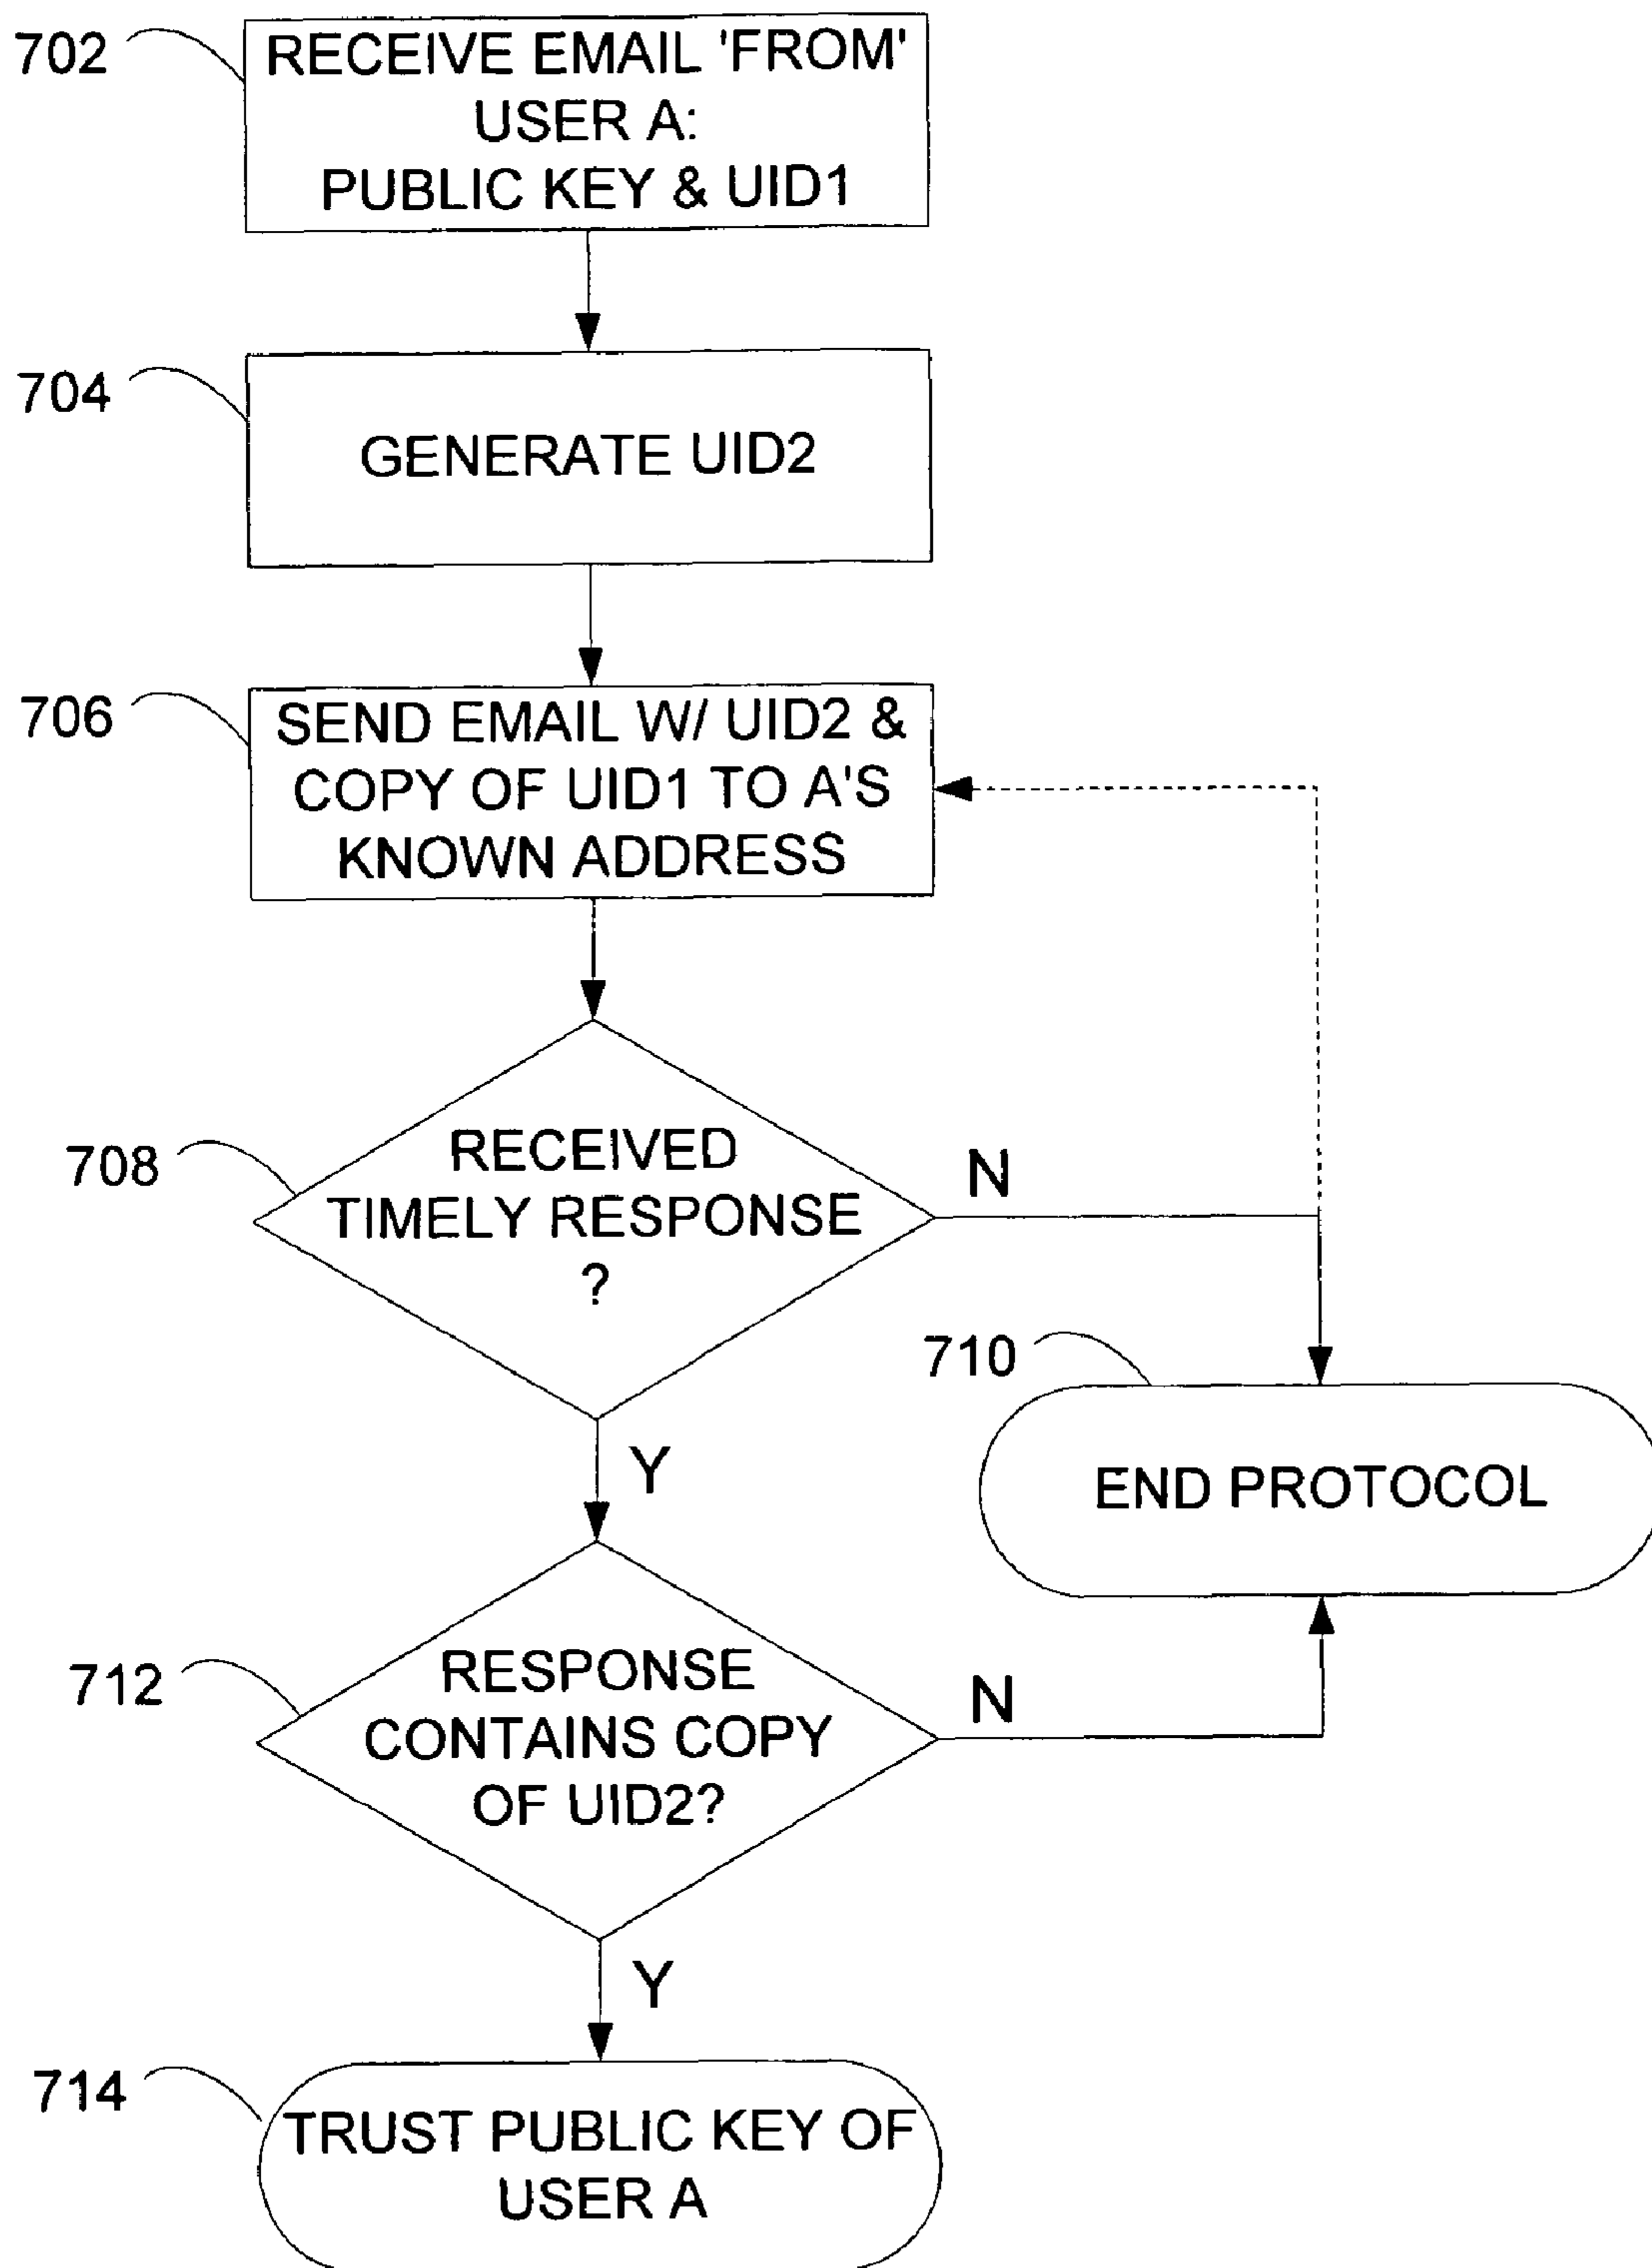 702
RECEIVE EMAIL 'FROM'
USER A:
PUBLIC KEY & UID1
704
GENERATE UID2
706
SEND EMAIL W/ UID2 &
COPY OF UID1 TO A'S
KNOWN ADDRESS
708
RECEIVED
TIMELY RESPONSE
?
N
710
END PROTOCOL
Y
712
RESPONSE
CONTAINS COPY
OF UID2?
N
Y
714
TRUST PUBLIC KEY OF
USER A